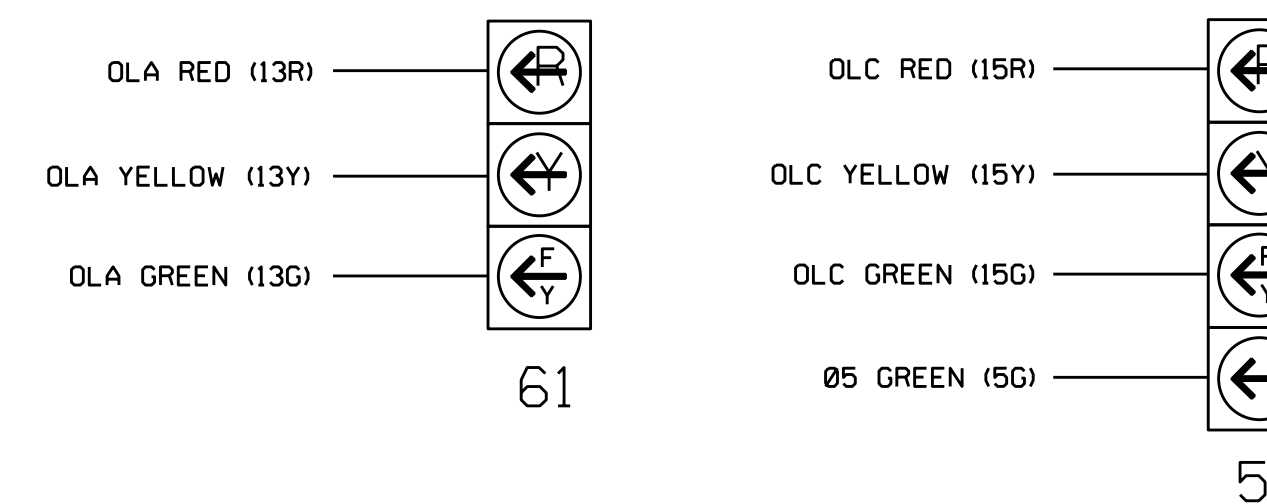 OLA RED (13R)
R
OLA YELLOW (13Y)
Y
OLA GREEN (13G)
F
Y
61
OLC RED (15R)
OLC YELLOW (15Y)
OLC GREEN (15G)
Ø5 GREEN (5G)
5